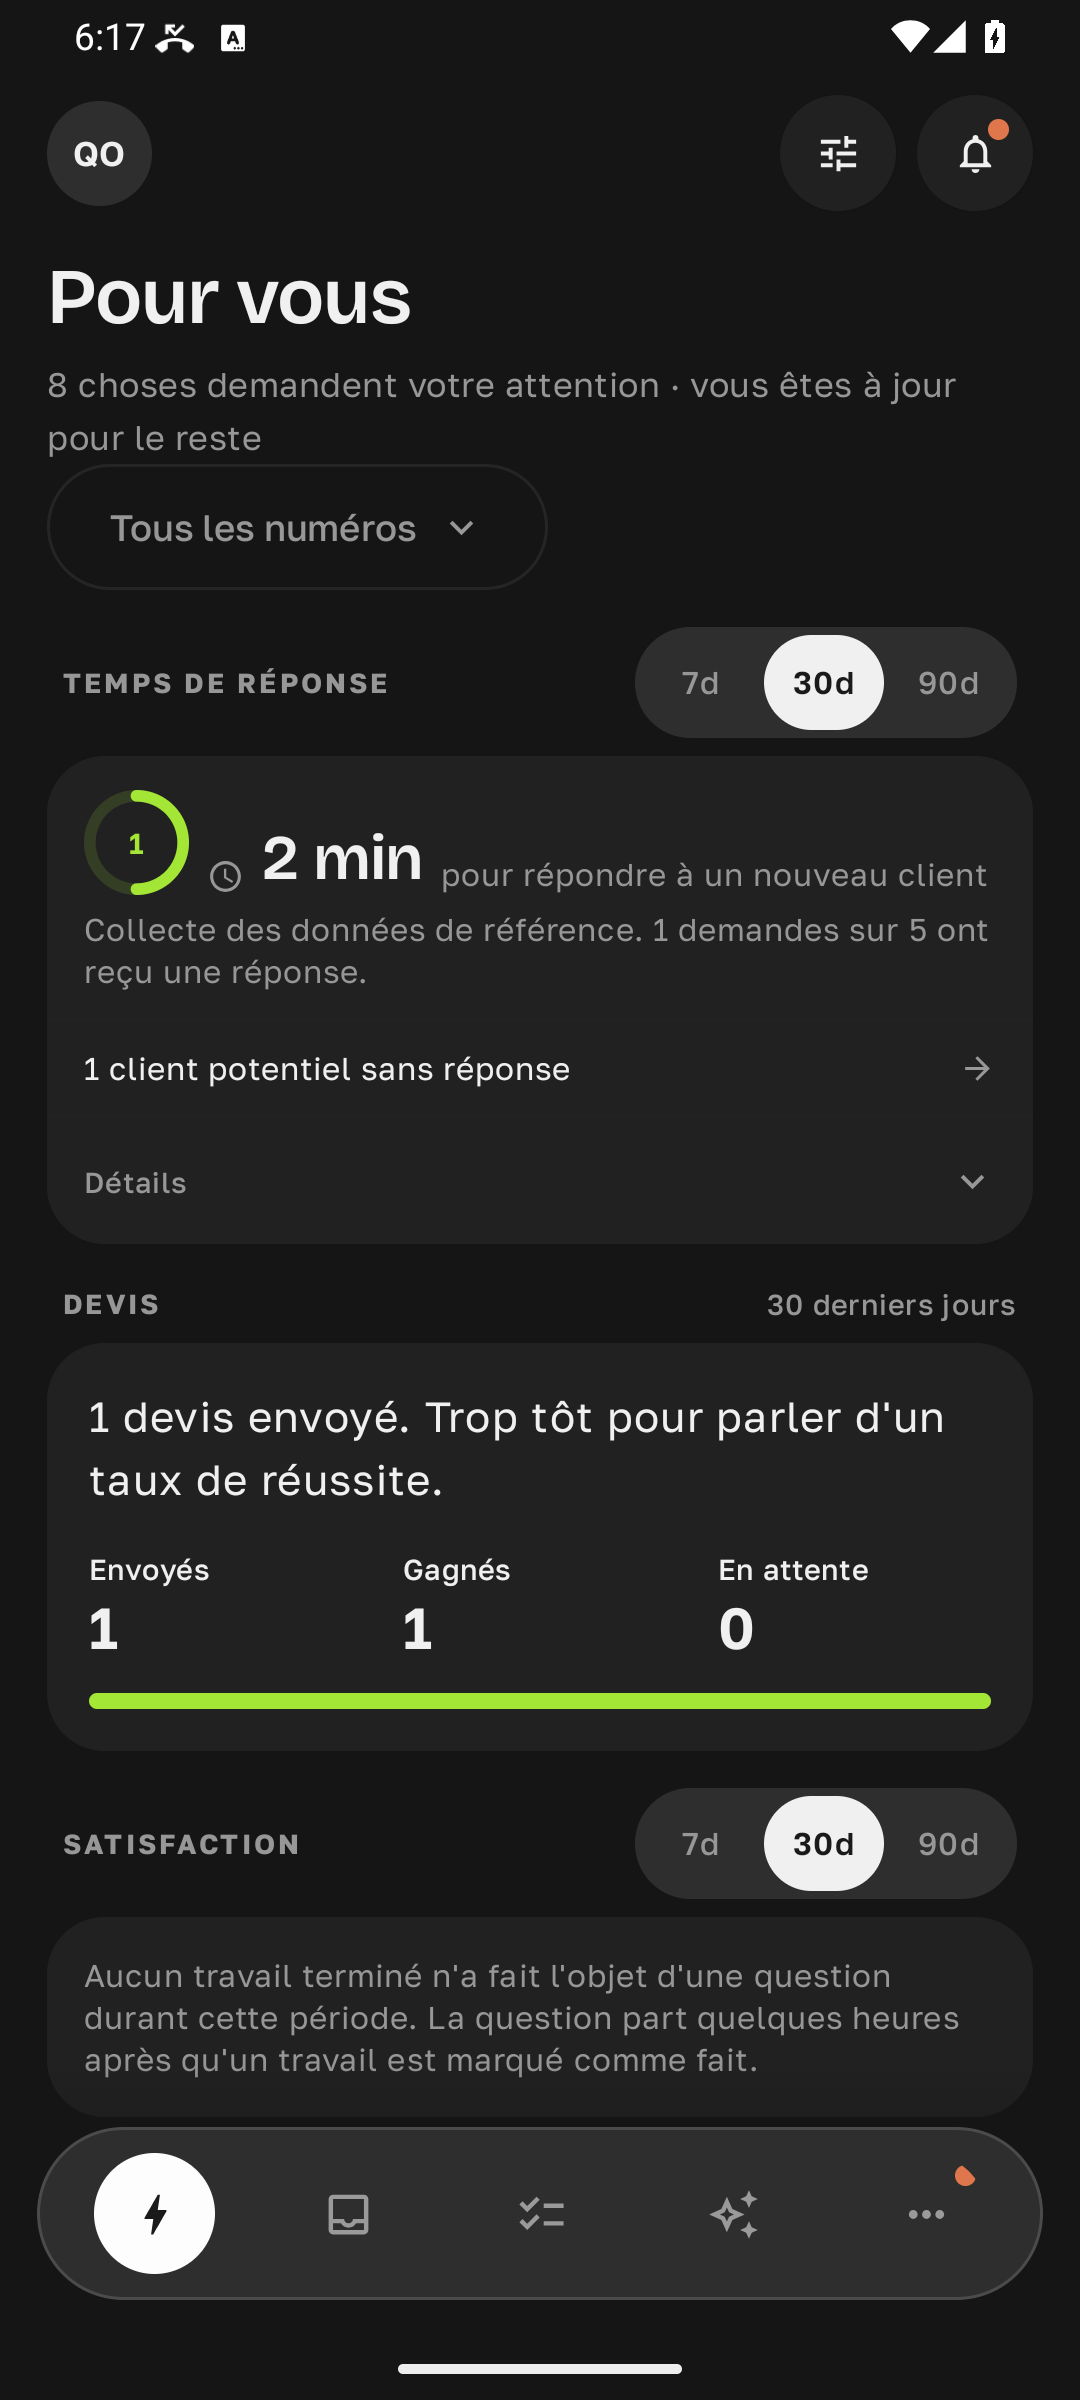 6:17
QO
Pour vous
8 choses demandent votre attention · vous êtes à jour
pour le reste
Tous les numéros
TEMPS DE RÉPONSE
7d 30d 90d
1
2 min pour répondre à un nouveau client
Collecte des données de référence. 1 demandes sur 5 ont
reçu une réponse.
1 client potentiel sans réponse
Détails
DEVIS
30 derniers jours
1 devis envoyé. Trop tôt pour parler d'un
taux de réussite.
Envoyés Gagnés En attente
1 1 0
SATISFACTION
7d 30d 90d
Aucun travail terminé n'a fait l'objet d'une question
durant cette période. La question part quelques heures
après qu'un travail est marqué comme fait.